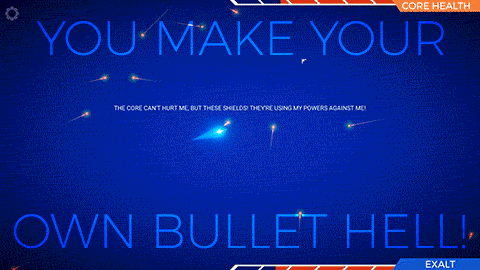 CORE HEALTH
YOU MAKE YOUR
THE CORE CAN'T HURT ME, BUT THESE SHIELDS! THEY'RE USING MY POWERS AGAINST ME!
OWN BULLET HELL!
EXALT